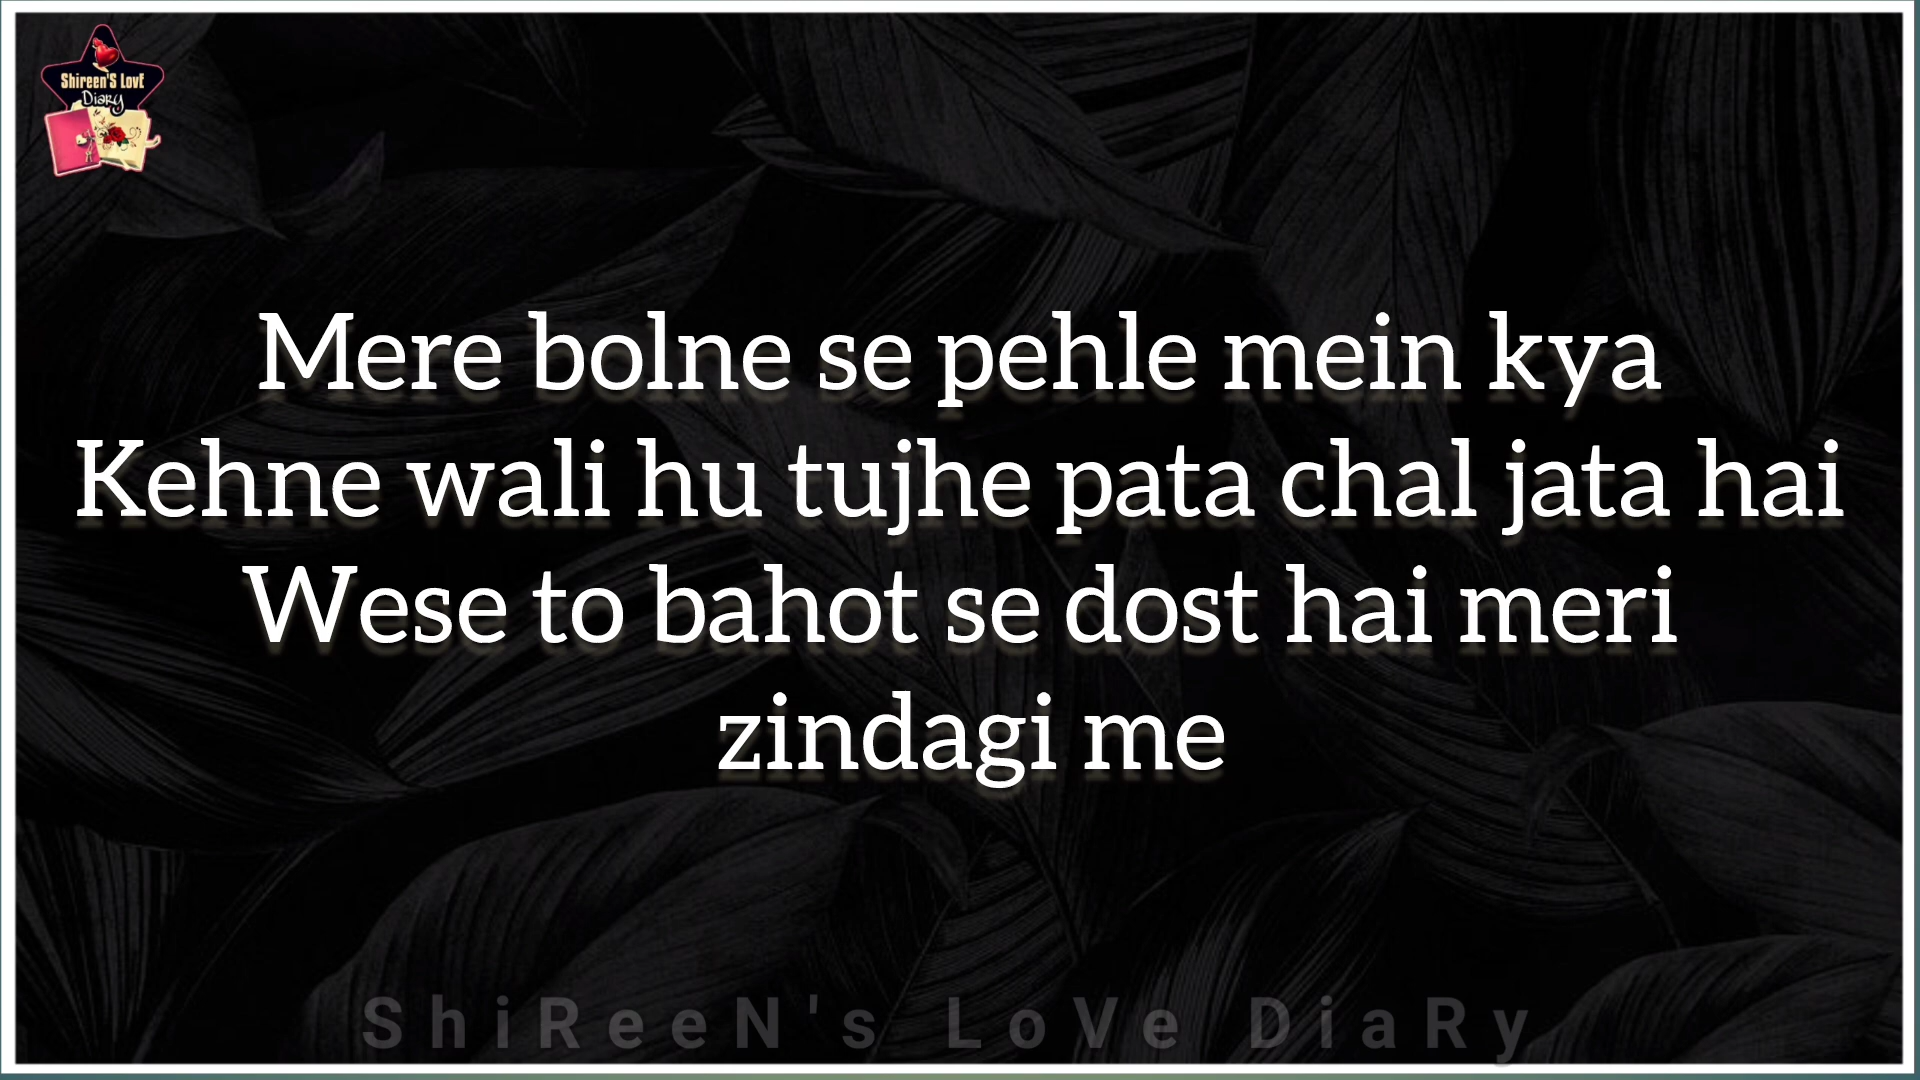 Shireen'S LovE
Diary
Mere bolne se pehle mein kya
Kehne wali hu tujhe pata chal jata hai
Wese to bahot se dost hai meri
zindagi me
ShiReeN's LoVe DiaRy